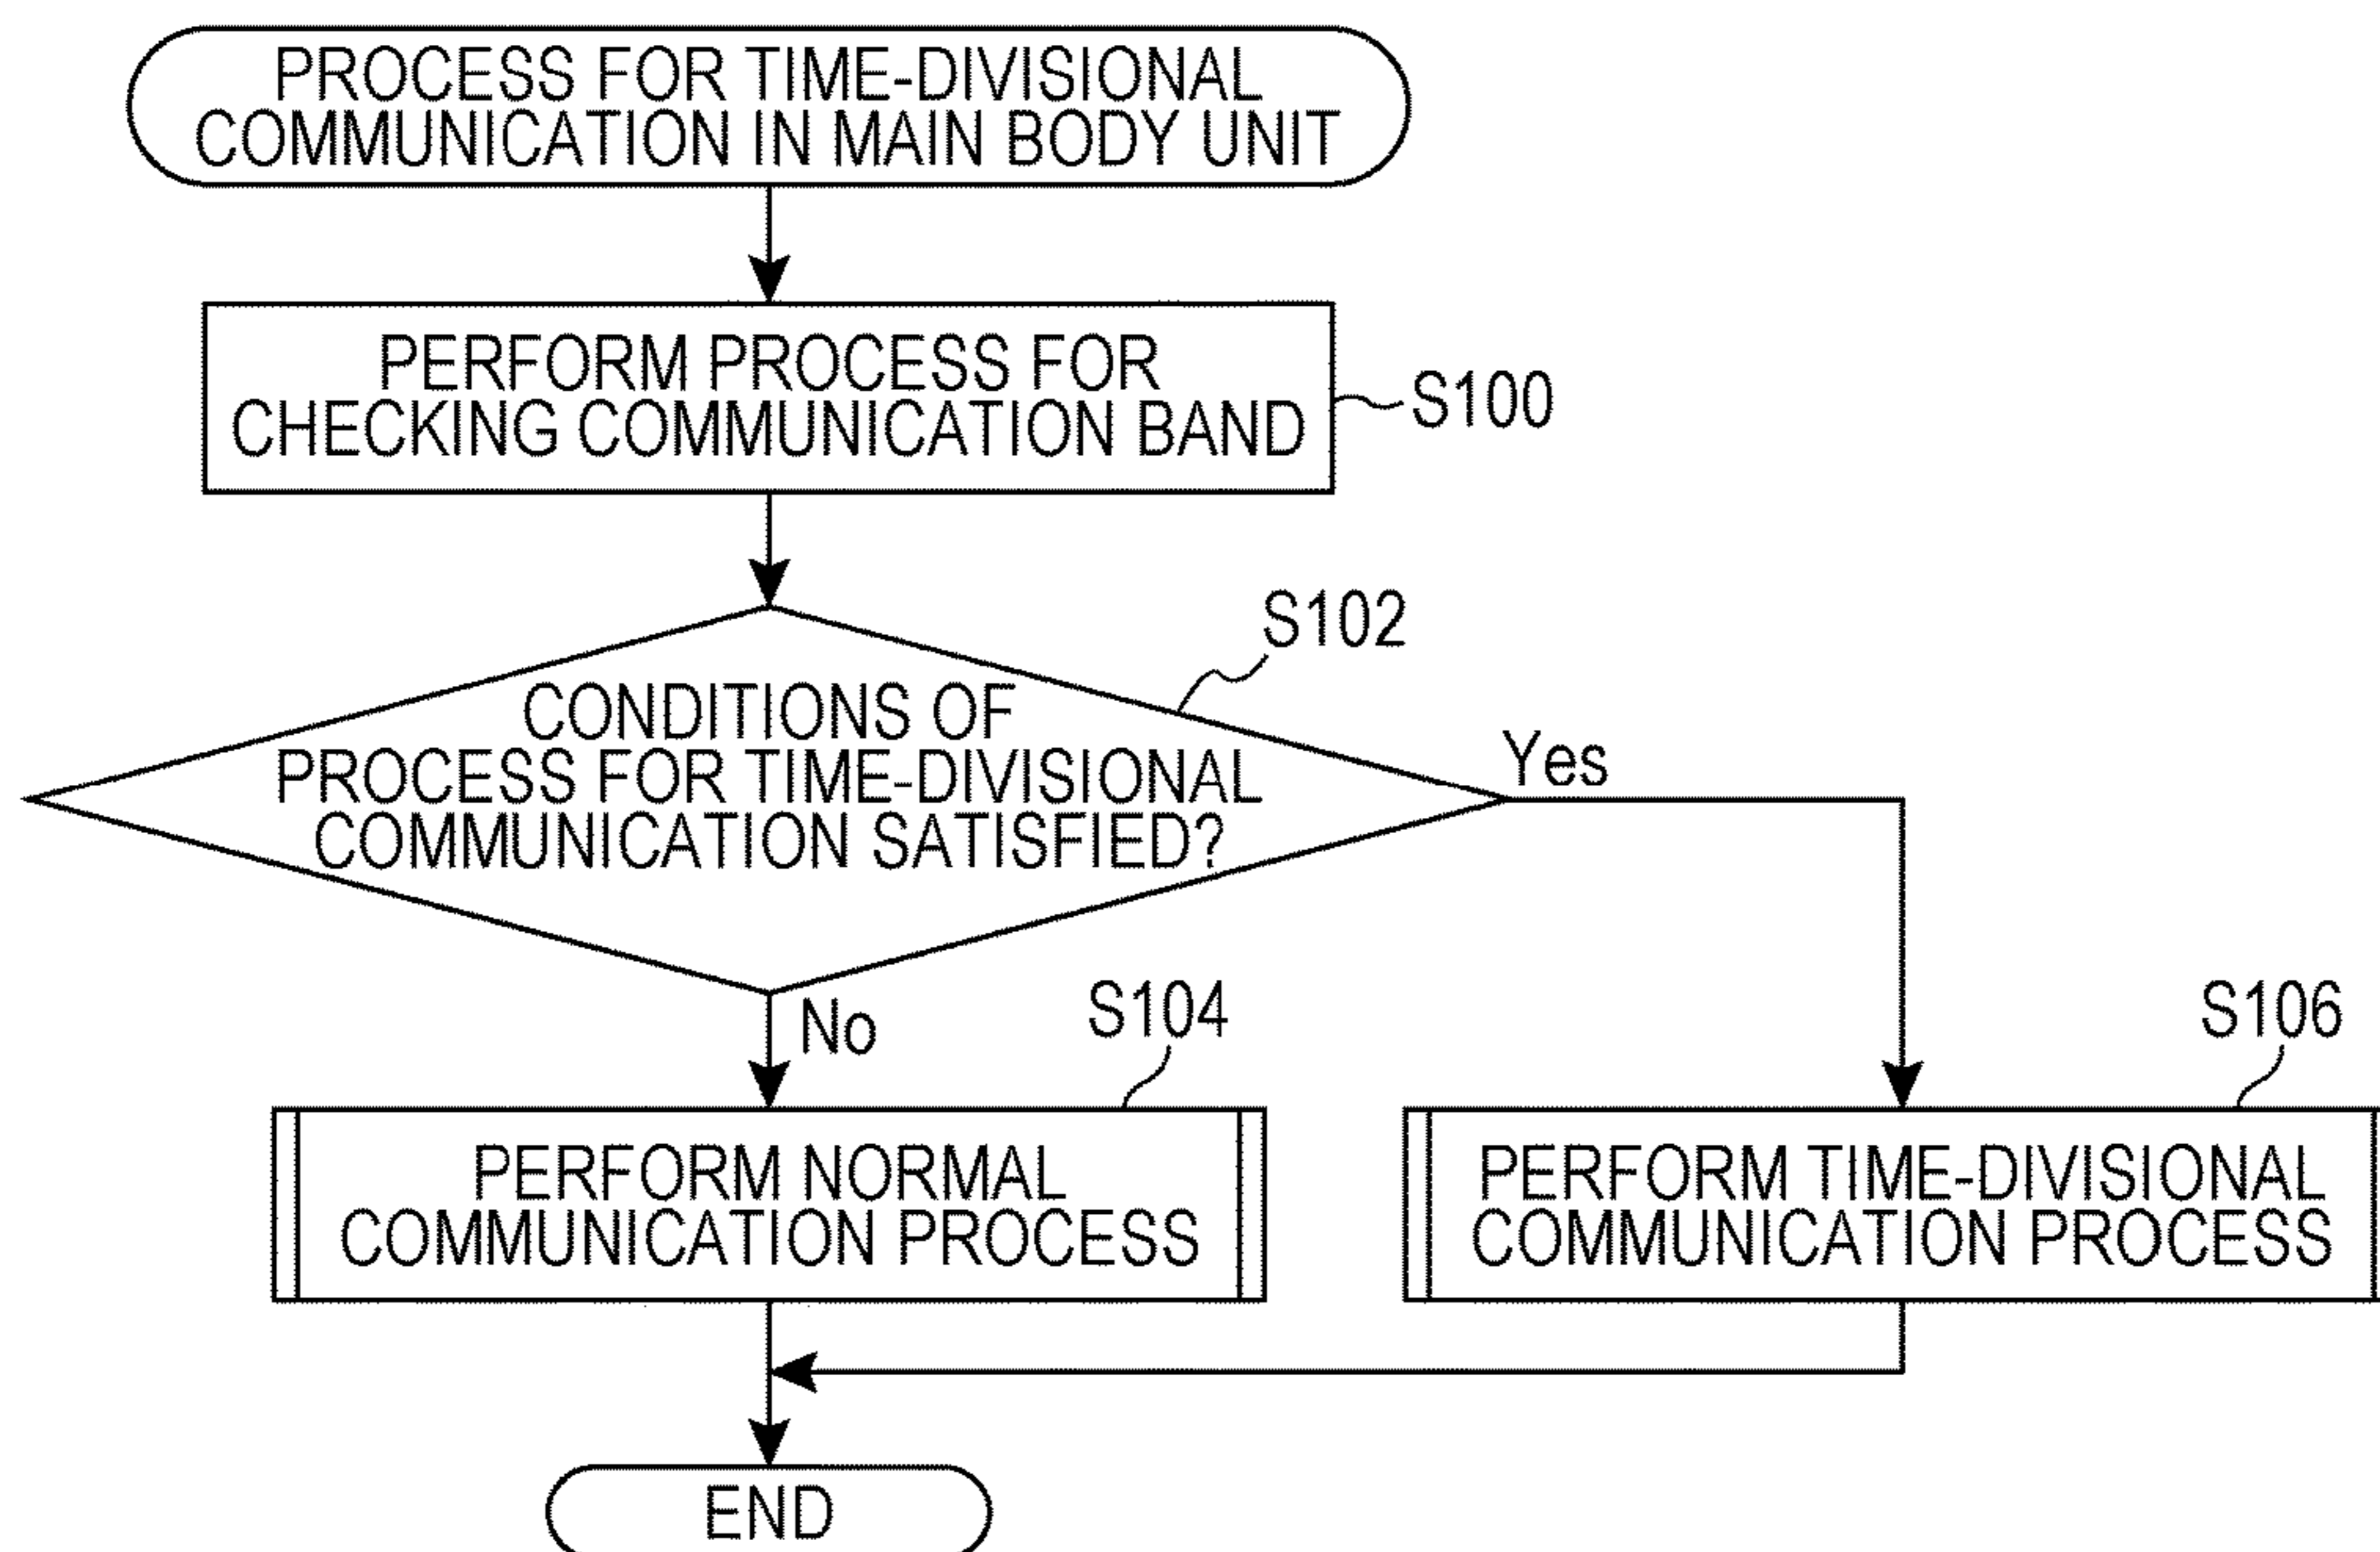 PROCESS FOR TIME-DIVISIONAL
COMMUNICATION IN MAIN BODY UNIT
PERFORM PROCESS FOR
CHECKING COMMUNICATION BAND
S100
S102
CONDITIONS OF
PROCESS FOR TIME-DIVISIONAL
COMMUNICATION SATISFIED?
Yes
No
S104
S106
PERFORM NORMAL
COMMUNICATION PROCESS
PERFORM TIME-DIVISIONAL
COMMUNICATION PROCESS
END